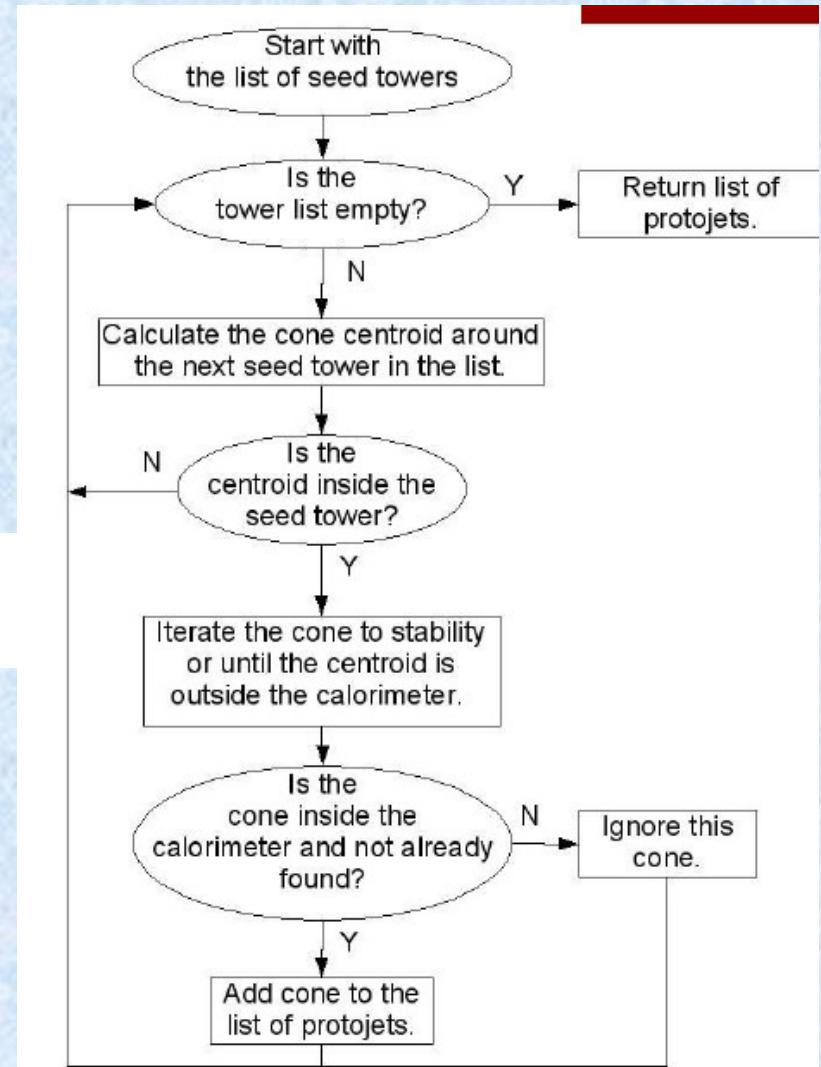 Start with
the list of seed towers
Is the
tower list empty?
Y
Return list of
protojets.
N
Calculate the cone centroid around
the next seed tower in the list.
Is the
centroid inside the
seed tower?
N
Y
Iterate the cone to stability
or until the centroid is
outside the calorimeter.
Is the
cone inside the
calorimeter and not already
found?
N
Ignore this
cone.
Y
Add cone to the
list of protojets.